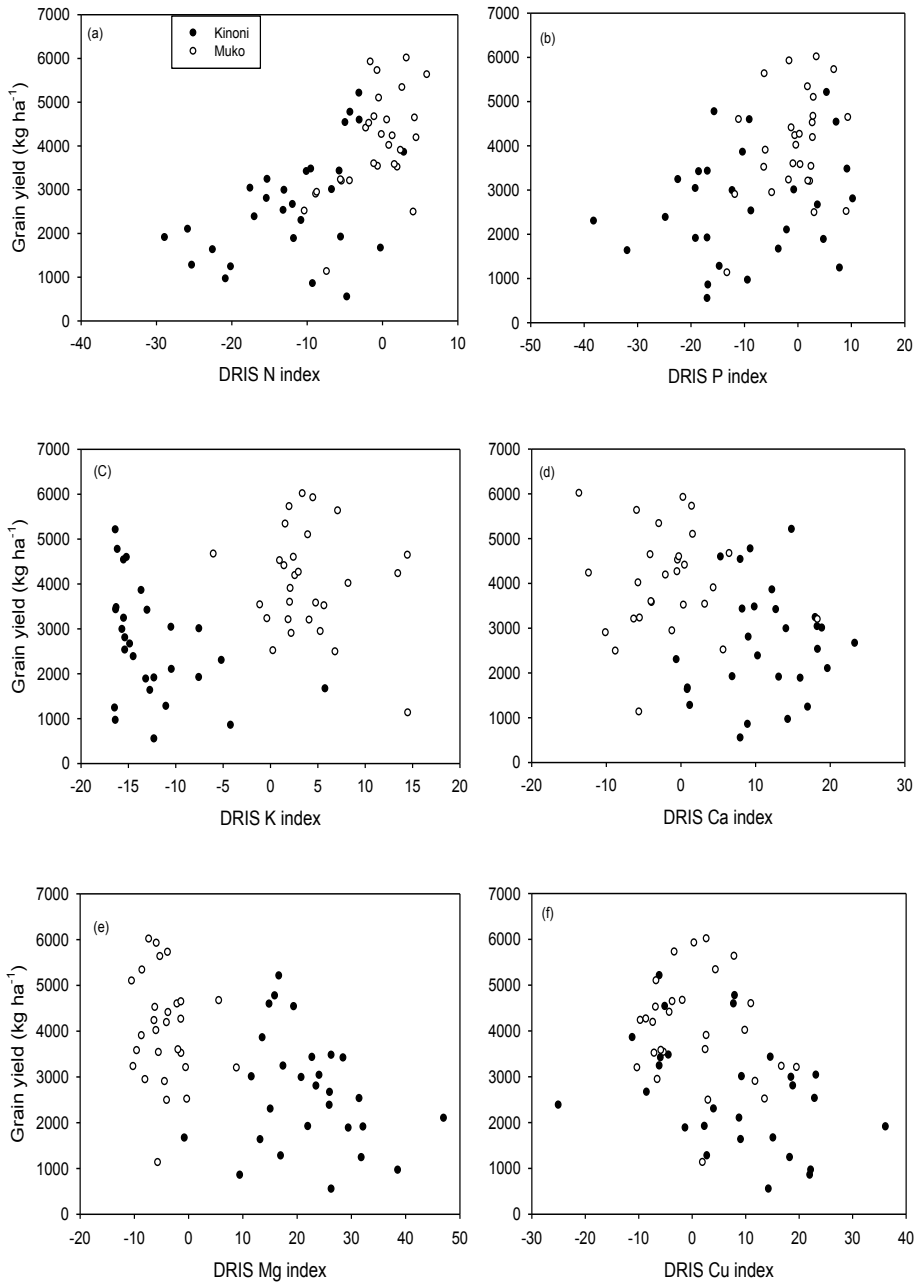 (a)
Kinoni
Muko
Grain yield (kg ha⁻¹)
7000
6000
5000
4000
3000
2000
1000
0
-40 -30 -20 -10 0 10
DRIS N index
(b)
7000
6000
5000
4000
3000
2000
1000
0
-50 -40 -30 -20 -10 0 10 20
DRIS P index
(C)
Grain yield (kg ha⁻¹)
7000
6000
5000
4000
3000
2000
1000
0
-20 -15 -10 -5 0 5 10 15 20
DRIS K index
(d)
7000
6000
5000
4000
3000
2000
1000
0
-20 -10 0 10 20 30
DRIS Ca index
(e)
Grain yield (kg ha⁻¹)
7000
6000
5000
4000
3000
2000
1000
0
-20 -10 0 10 20 30 40 50
DRIS Mg index
(f)
7000
6000
5000
4000
3000
2000
1000
0
-30 -20 -10 0 10 20 30 40
DRIS Cu index